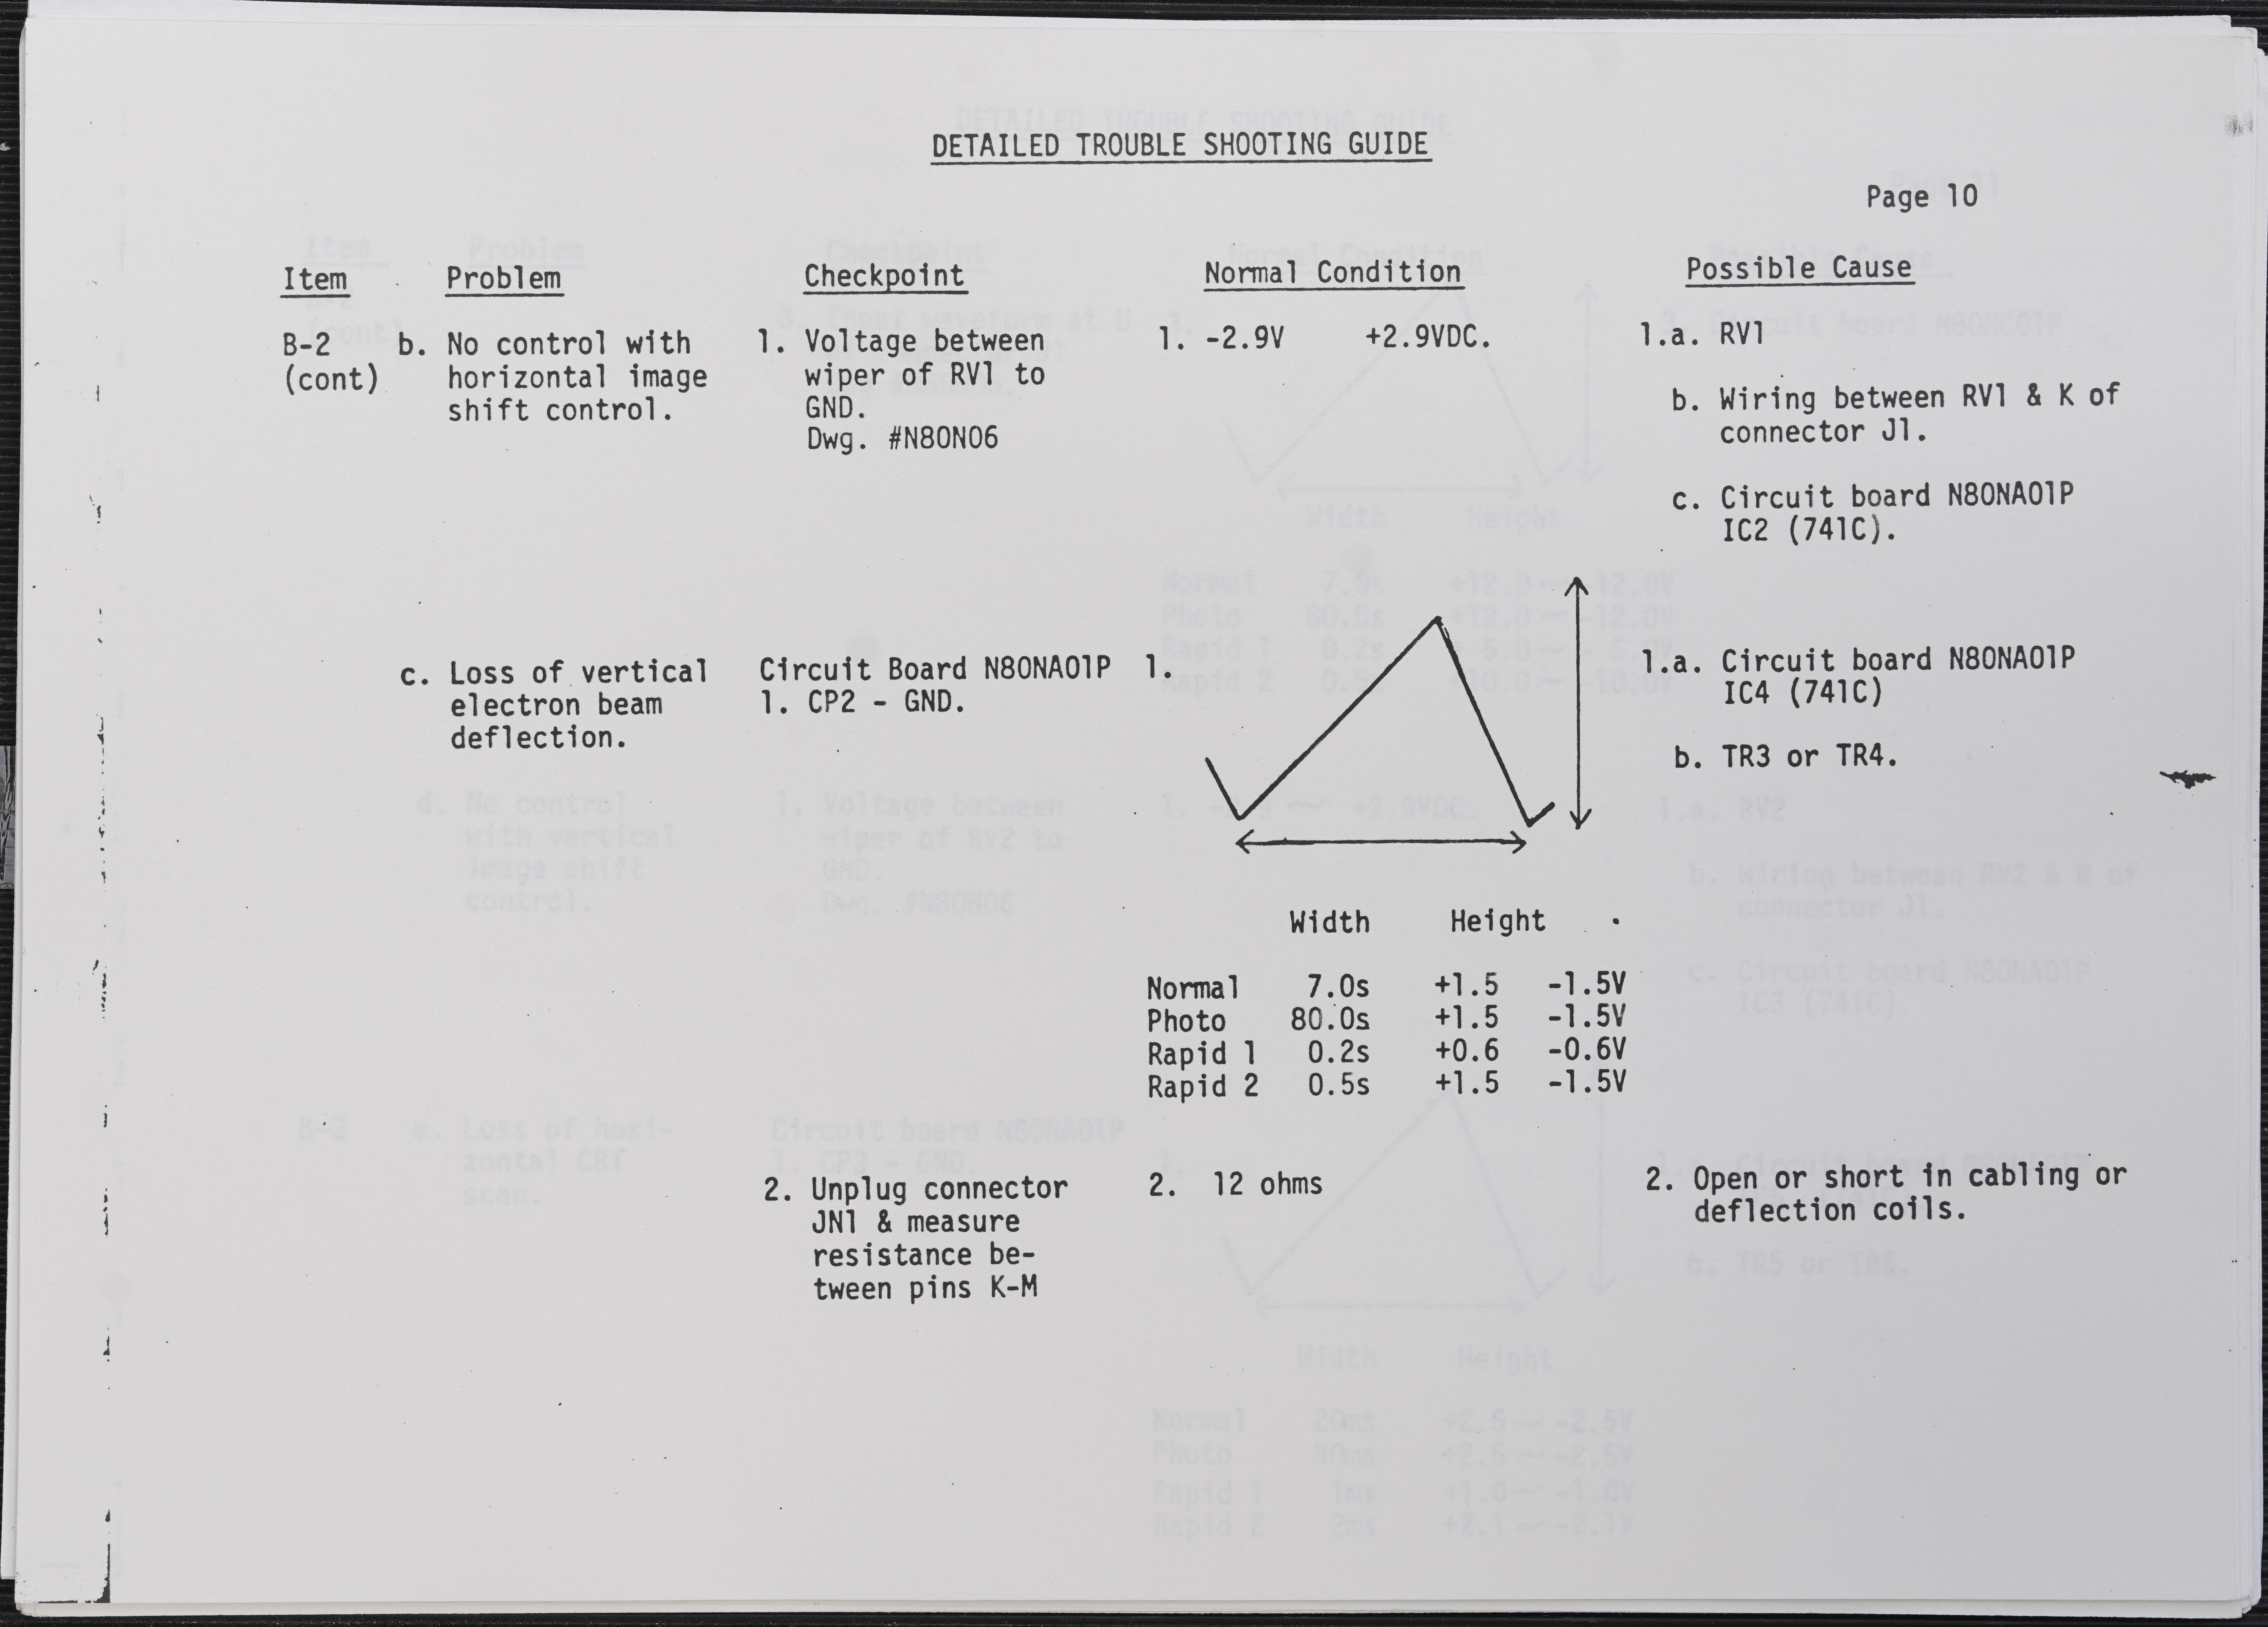 DETAILED TROUBLE SHOOTING GUIDE
Page 10
Item Problem Checkpoint Normal Condition Possible Cause
B-2
(cont)
b. No control with
horizontal image
shift control.
1. Voltage between
wiper of RV1 to
GND.
Dwg. #N80N06
1. -2.9V +2.9VDC.
1.a. RV1
b. Wiring between RV1 & K of
connector J1.
c. Circuit board N80NA01P
IC2 (741C).
c. Loss of vertical
electron beam
deflection.
Circuit Board N80NA01P
1. CP2 - GND.
1.
Width Height
Normal 7.0s +1.5 -1.5V
Photo 80.0s +1.5 -1.5V
Rapid 1 0.2s +0.6 -0.6V
Rapid 2 0.5s +1.5 -1.5V
1.a. Circuit board N80NA01P
IC4 (741C)
b. TR3 or TR4.
2. Unplug connector
JN1 & measure
resistance be-
tween pins K-M
2. 12 ohms
2. Open or short in cabling or
deflection coils.